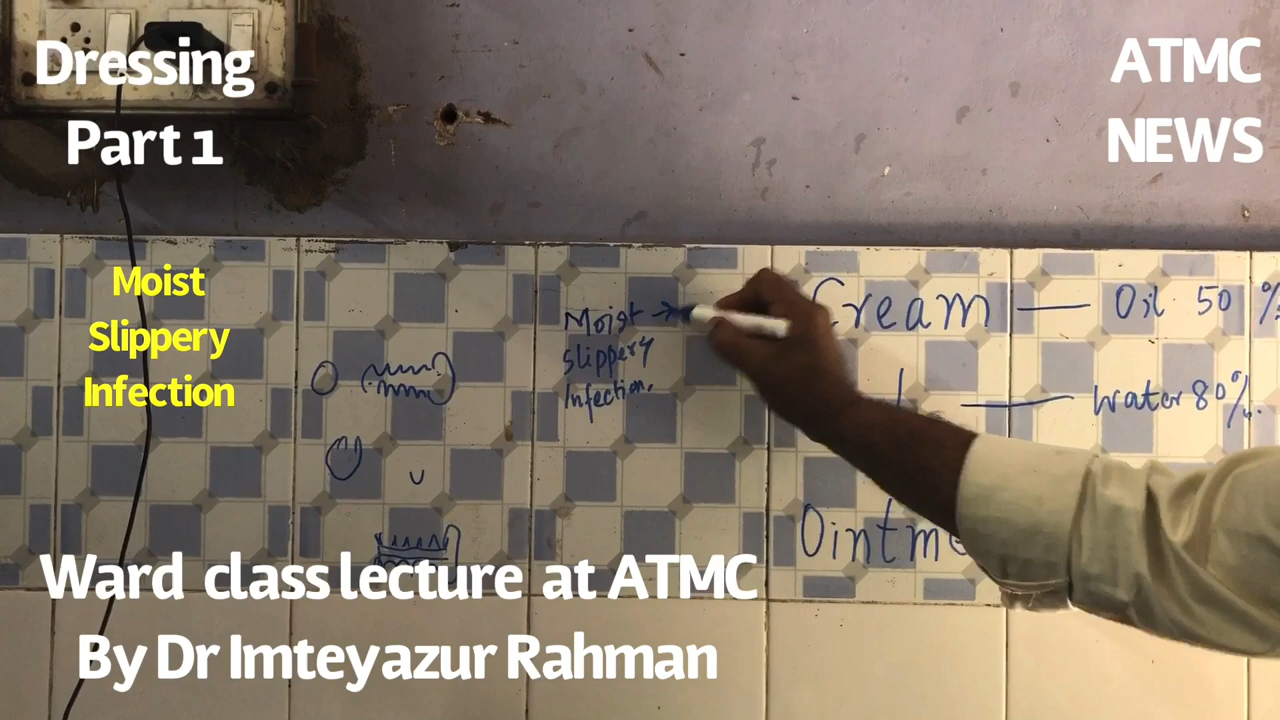 Dressing
Part 1
ATMC
NEWS
Moist
Slippery
Infection
Moist →
Slippery
Infection.
Cream — Oil 50 %
— Water 80%.
Ointme
Ward class lecture at ATMC
By Dr Imteyazur Rahman